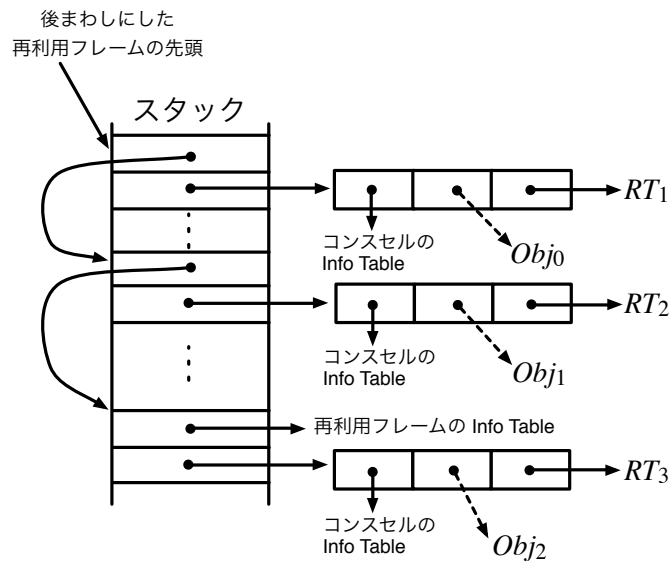 後まわしにした
再利用フレームの先頭
スタック
RT1
コンスセルの
Info Table
Obj0
RT2
コンスセルの
Info Table
Obj1
再利用フレームの Info Table
RT3
コンスセルの
Info Table
Obj2